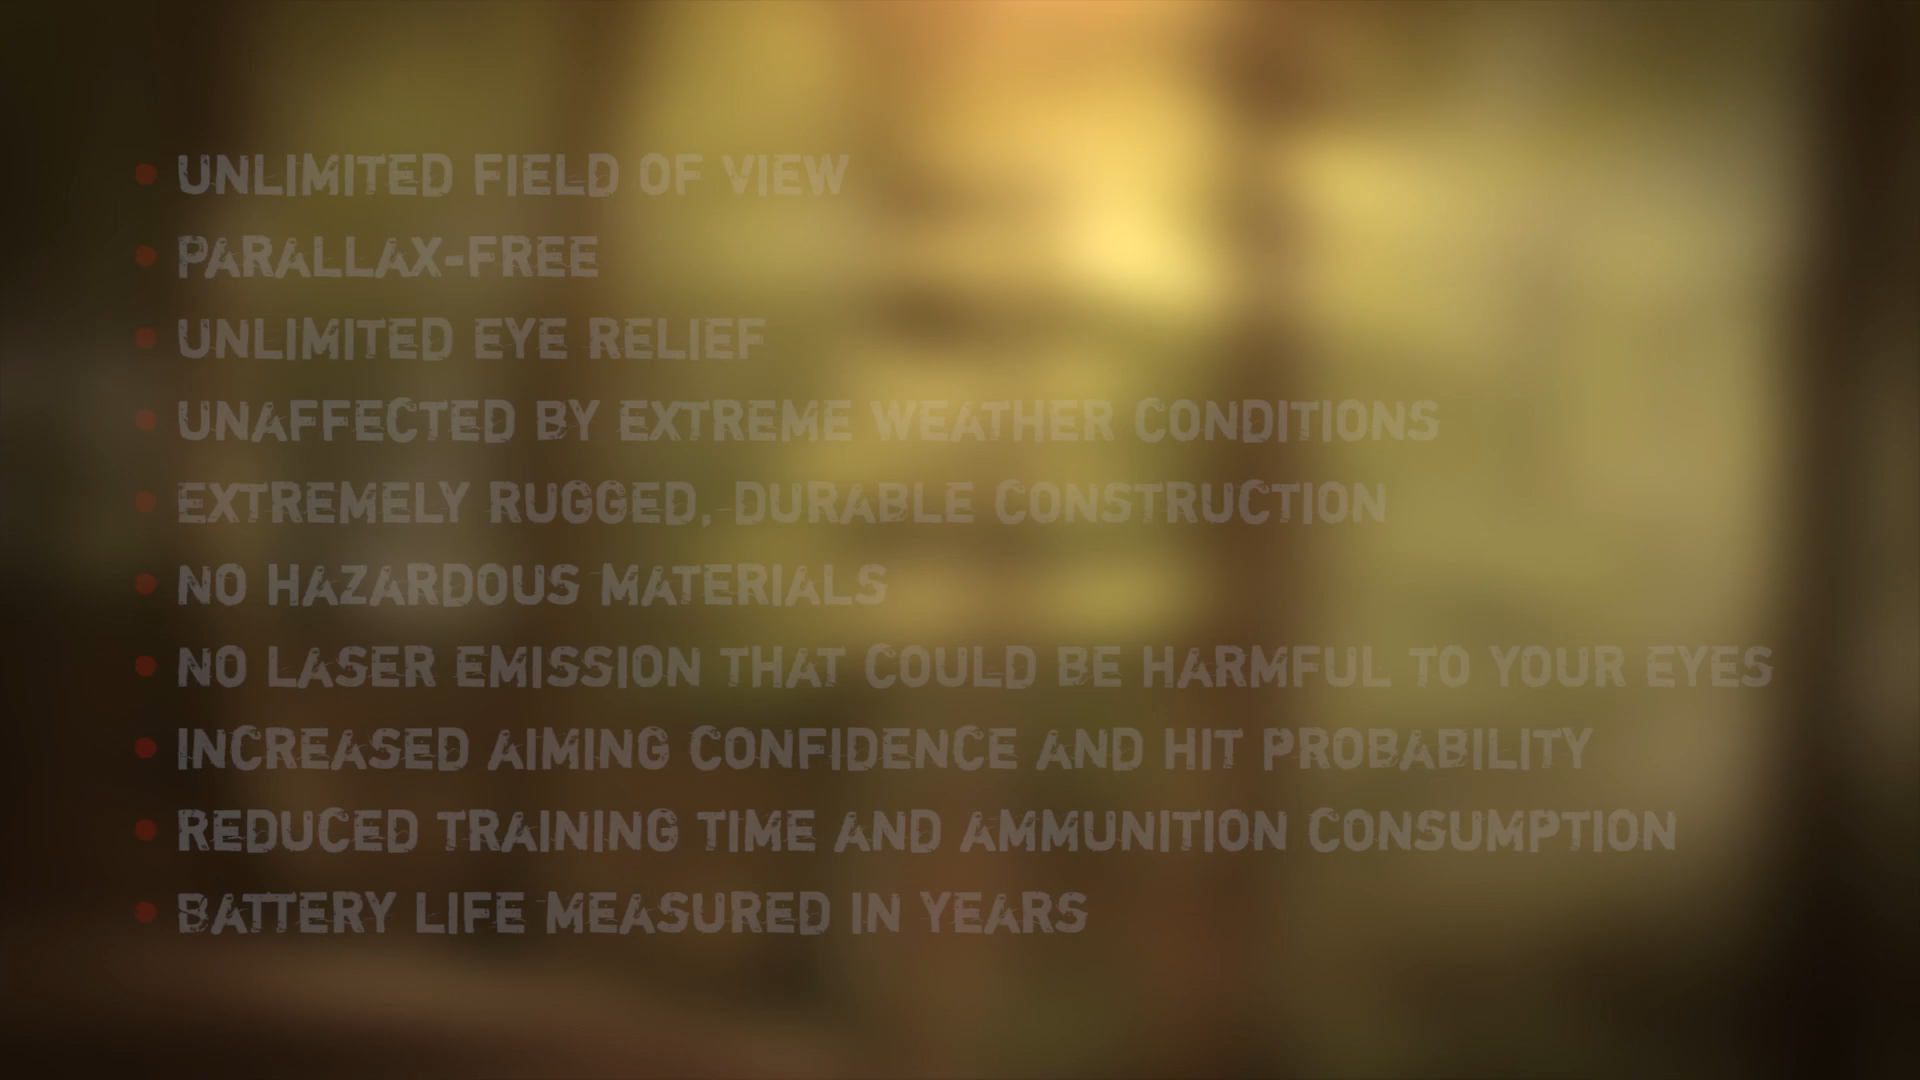 UNLIMITED FIELD OF VIEW
PARALLAX-FREE
UNLIMITED EYE RELIEF
UNAFFECTED BY EXTREME WEATHER CONDITIONS
EXTREMELY RUGGED, DURABLE CONSTRUCTION
NO HAZARDOUS MATERIALS
NO LASER EMISSION THAT COULD BE HARMFUL TO YOUR EYES
INCREASED AIMING CONFIDENCE AND HIT PROBABILITY
REDUCED TRAINING TIME AND AMMUNITION CONSUMPTION
BATTERY LIFE MEASURED IN YEARS